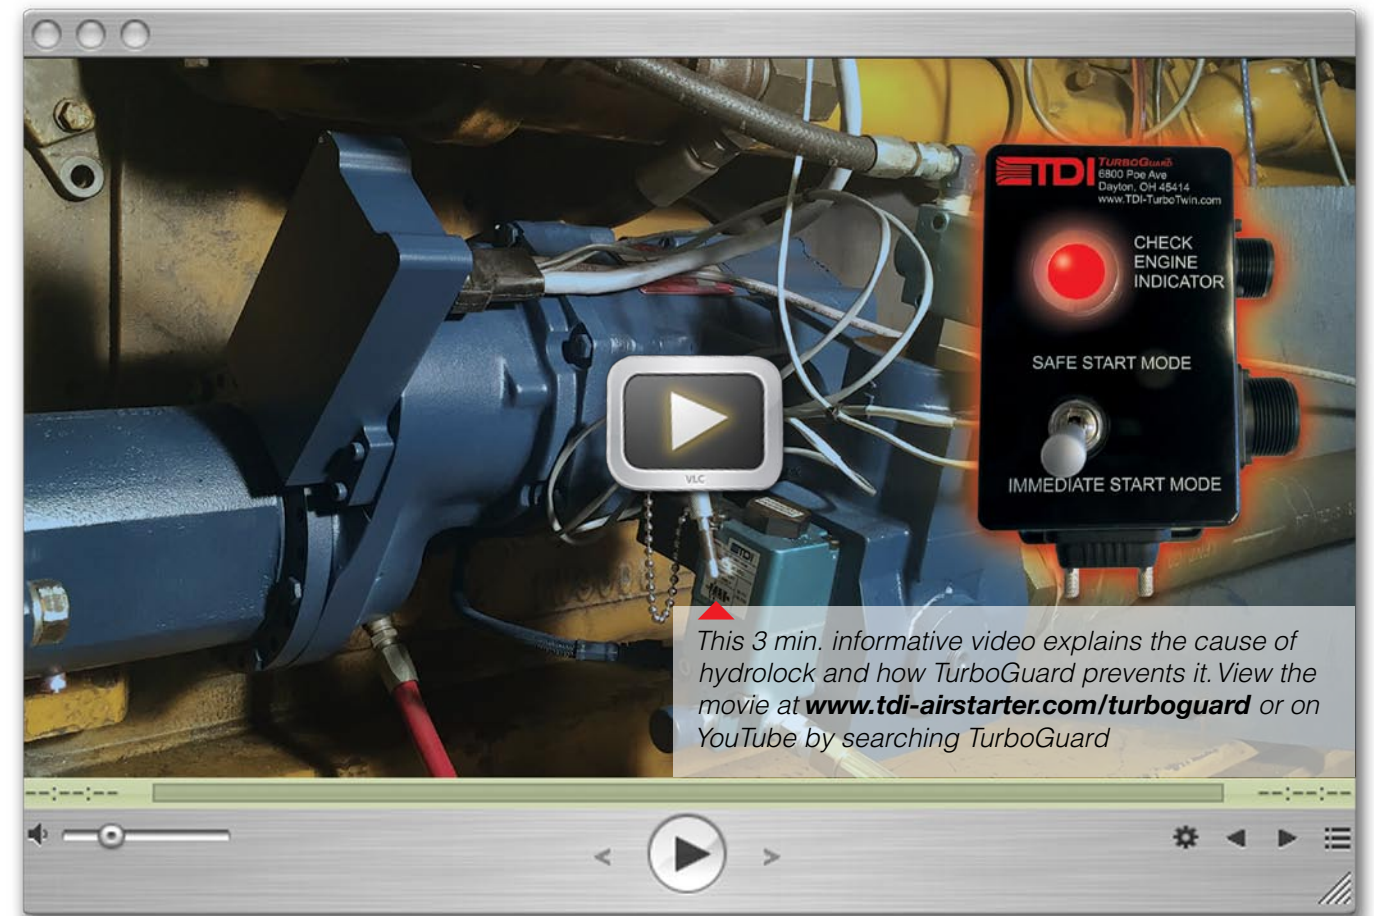 TDI TURBOGUARD
6800 Poe Ave
Dayton, OH 45414
www.TDI-TurboTwin.com
CHECK
ENGINE
INDICATOR
SAFE START MODE
IMMEDIATE START MODE
VLC
TDI
This 3 min. informative video explains the cause of
hydrolock and how TurboGuard prevents it. View the
movie at www.tdi-airstarter.com/turboguard or on
YouTube by searching TurboGuard
--:--:--
--:--:--